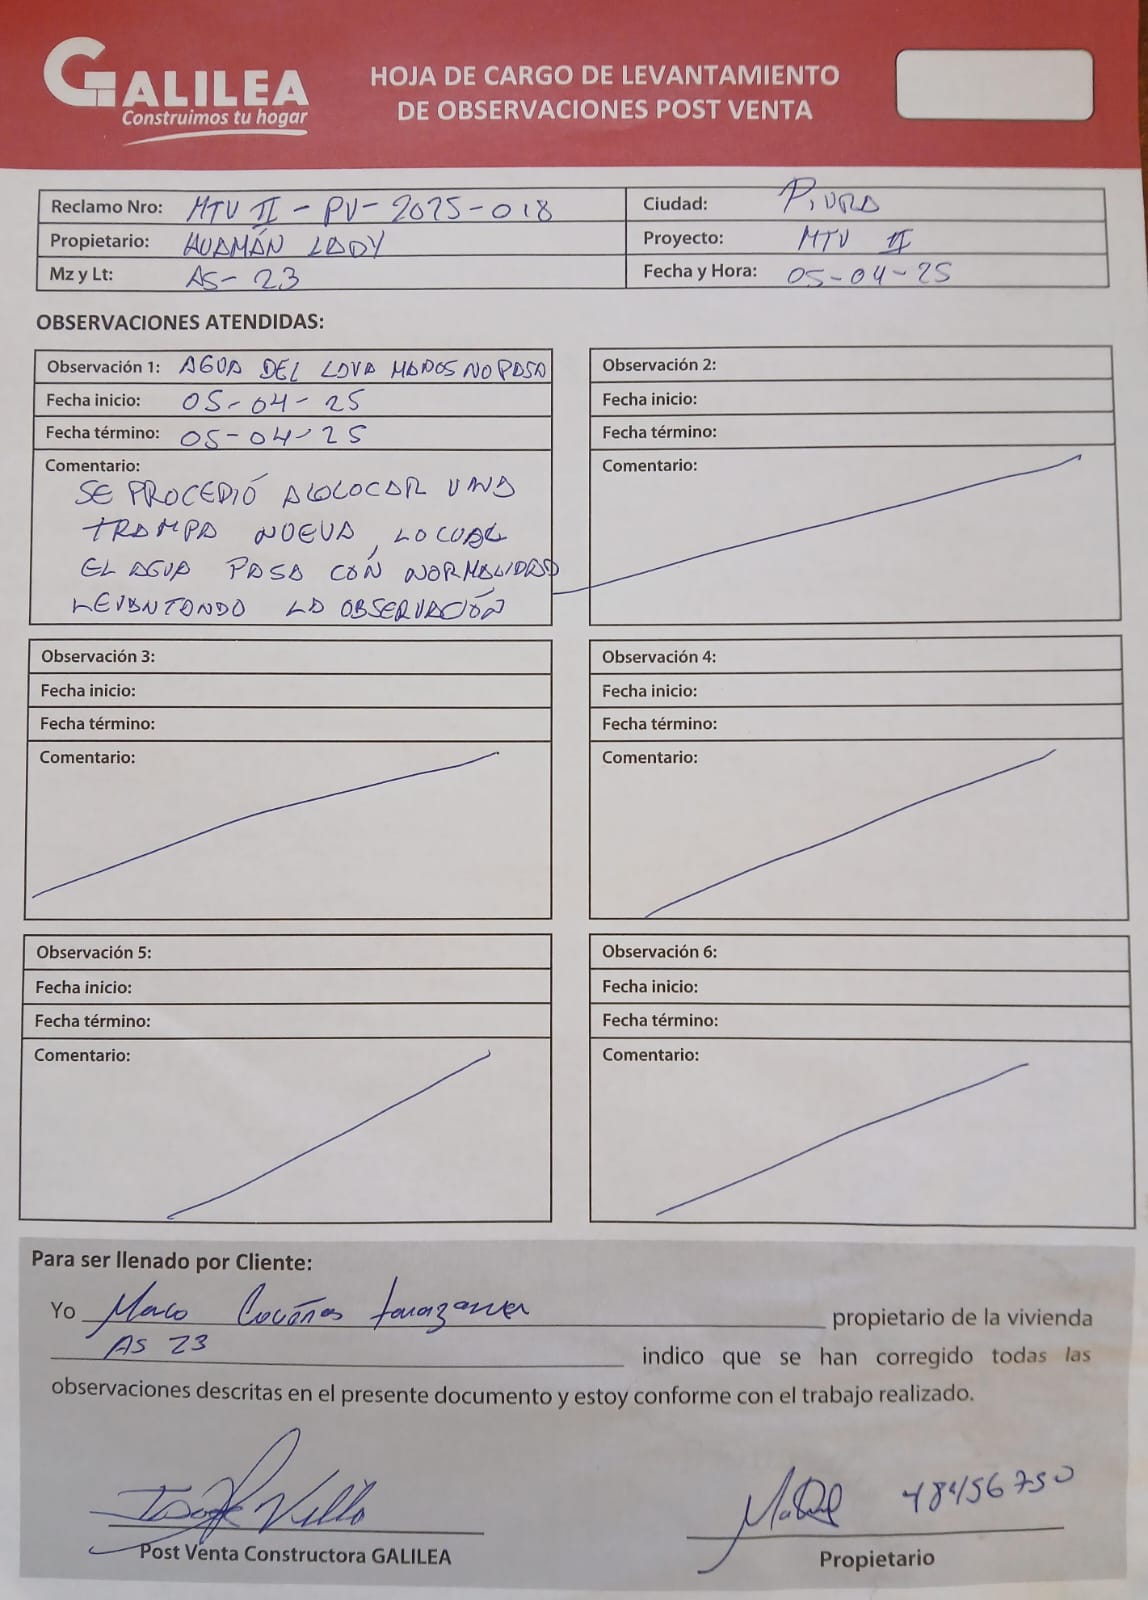 GALILEA
Construimos tu hogar
HOJA DE CARGO DE LEVANTAMIENTO
DE OBSERVACIONES POST VENTA
Reclamo Nro: MTV II - PV - 2025 - 018
Ciudad: PIURA
Propietario: HUAMÁN LADY
Proyecto: MTV II
Mz y Lt: AS - 23
Fecha y Hora: 05-04-25
OBSERVACIONES ATENDIDAS:
Observación 1: AGUA DEL LAVA MANOS NO PASA
Fecha inicio: 05-04-25
Fecha término: 05-04-25
Comentario:
SE PROCEDIÓ A COLOCAR UNA
TRAMPA NUEVA, LO CUAL
EL AGUA PASA CON NORMALIDAD
LEVANTANDO LA OBSERVACIÓN
Observación 2:
Fecha inicio:
Fecha término:
Comentario:
Observación 3:
Fecha inicio:
Fecha término:
Comentario:
Observación 4:
Fecha inicio:
Fecha término:
Comentario:
Observación 5:
Fecha inicio:
Fecha término:
Comentario:
Observación 6:
Fecha inicio:
Fecha término:
Comentario:
Para ser llenado por Cliente:
Yo Marco propietario de la vivienda
AS 23 indico que se han corregido todas las
observaciones descritas en el presente documento y estoy conforme con el trabajo realizado.
48456750
Post Venta Constructora GALILEA
Propietario